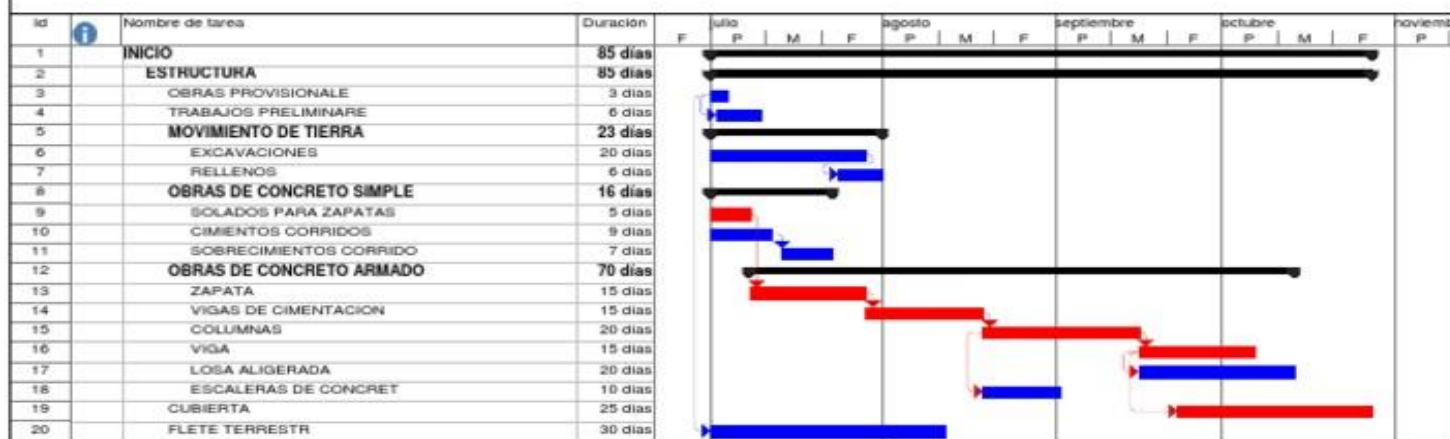 Id Nombre de tarea Duración julio agosto septiembre octubre noviemb
F P M F P M F P M F P M F P
1 INICIO 85 días
2 ESTRUCTURA 85 días
3 OBRAS PROVISIONALE 3 días
4 TRABAJOS PRELIMINARE 6 días
5 MOVIMIENTO DE TIERRA 23 días
6 EXCAVACIONES 20 días
7 RELLENOS 6 días
8 OBRAS DE CONCRETO SIMPLE 16 días
9 SOLADOS PARA ZAPATAS 5 días
10 CIMIENTOS CORRIDOS 9 días
11 SOBRECIMIENTOS CORRIDO 7 días
12 OBRAS DE CONCRETO ARMADO 70 días
13 ZAPATA 15 días
14 VIGAS DE CIMENTACION 15 días
15 COLUMNAS 20 días
16 VIGA 15 días
17 LOSA ALIGERADA 20 días
18 ESCALERAS DE CONCRET 10 días
19 CUBIERTA 25 días
20 FLETE TERRESTR 30 días